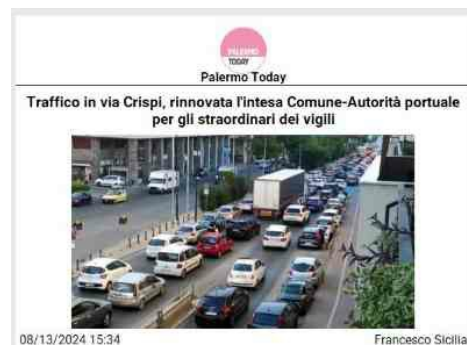 PALERMO
TODAY
Palermo Today
Traffico in via Crispi, rinnovata l'intesa Comune-Autorità portuale
per gli straordinari dei vigili
08/13/2024 15:34
Francesco Sicilia